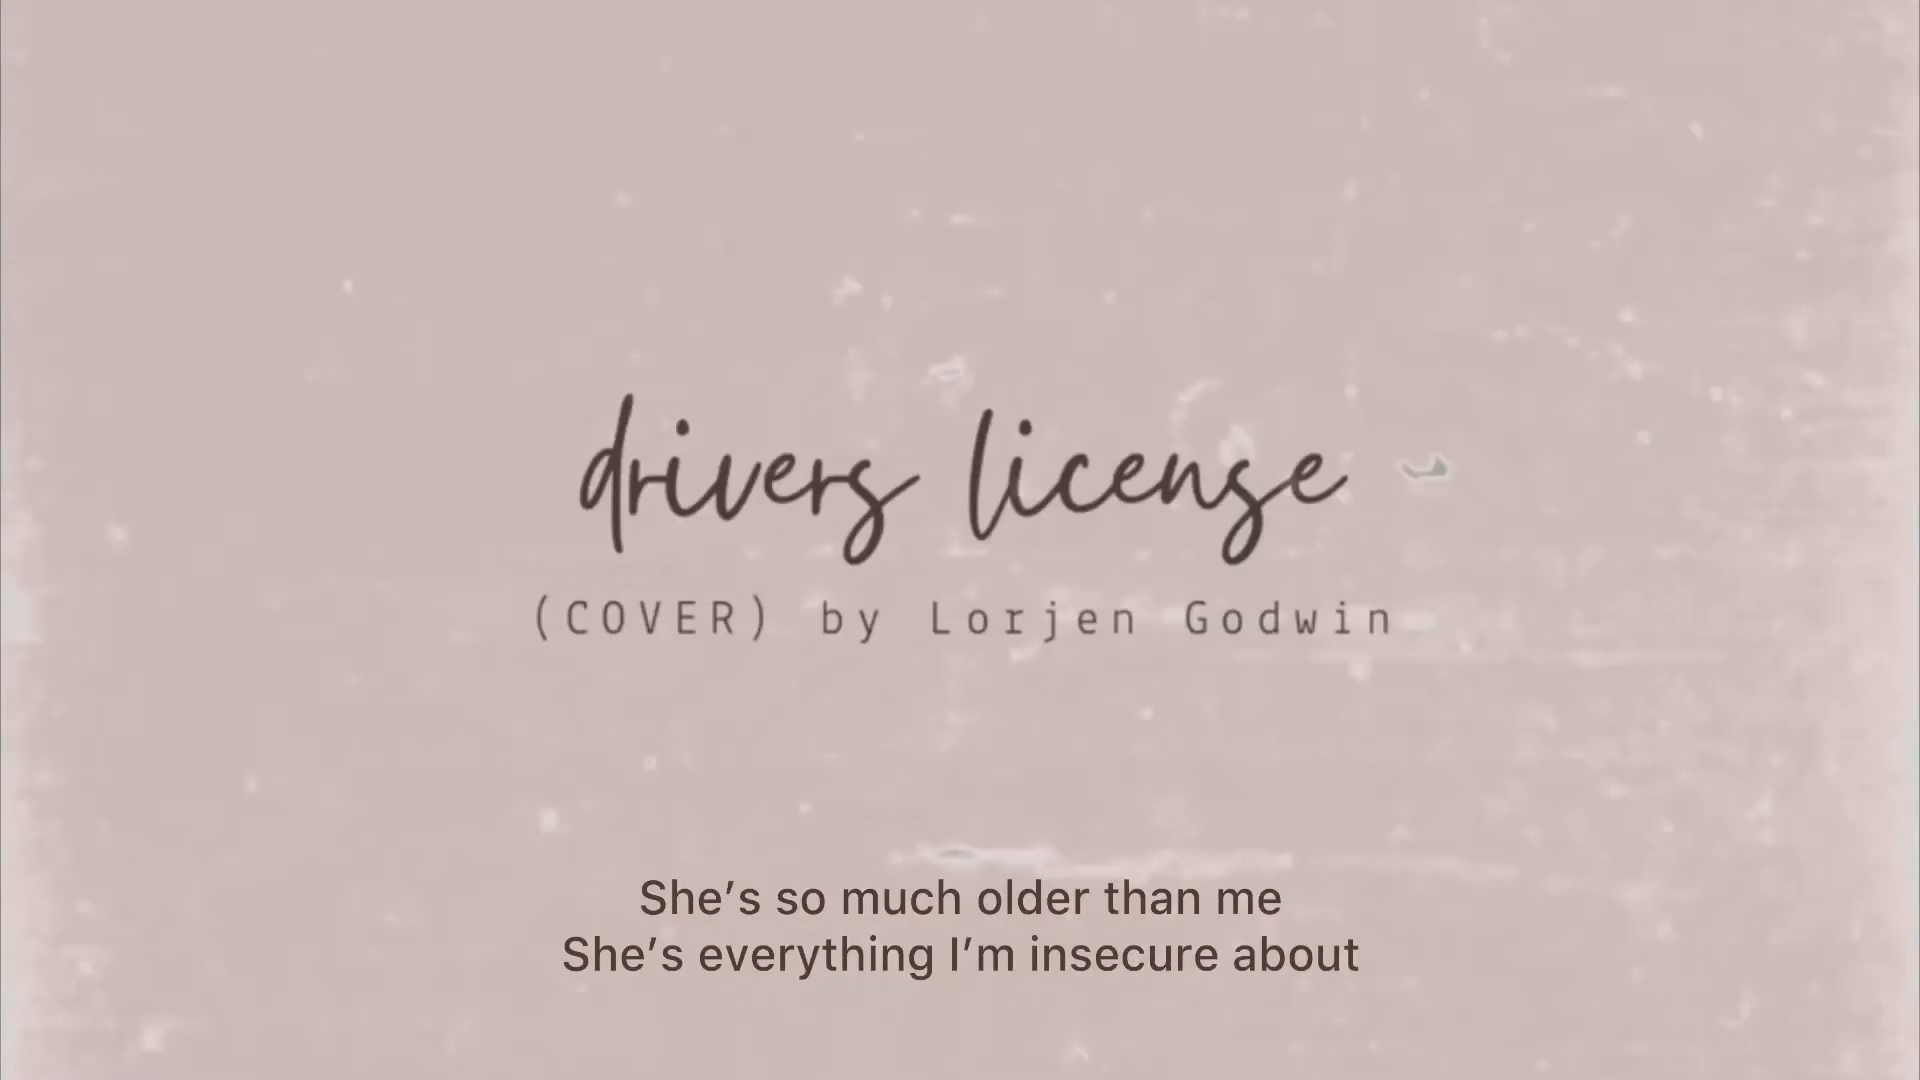 drivers license
(COVER) by Lorjen Godwin
She’s so much older than me
She’s everything I’m insecure about